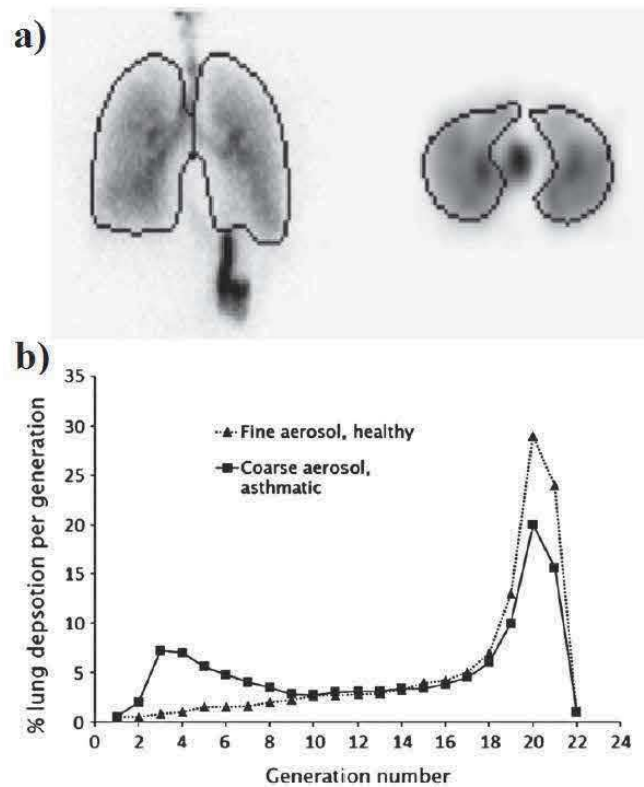 a)
b)
35
30
25
20
15
10
5
0
% lung depsotion per generation
Fine aerosol, healthy
Coarse aerosol,
asthmatic
0 2 4 6 8 10 12 14 16 18 20 22 24
Generation number